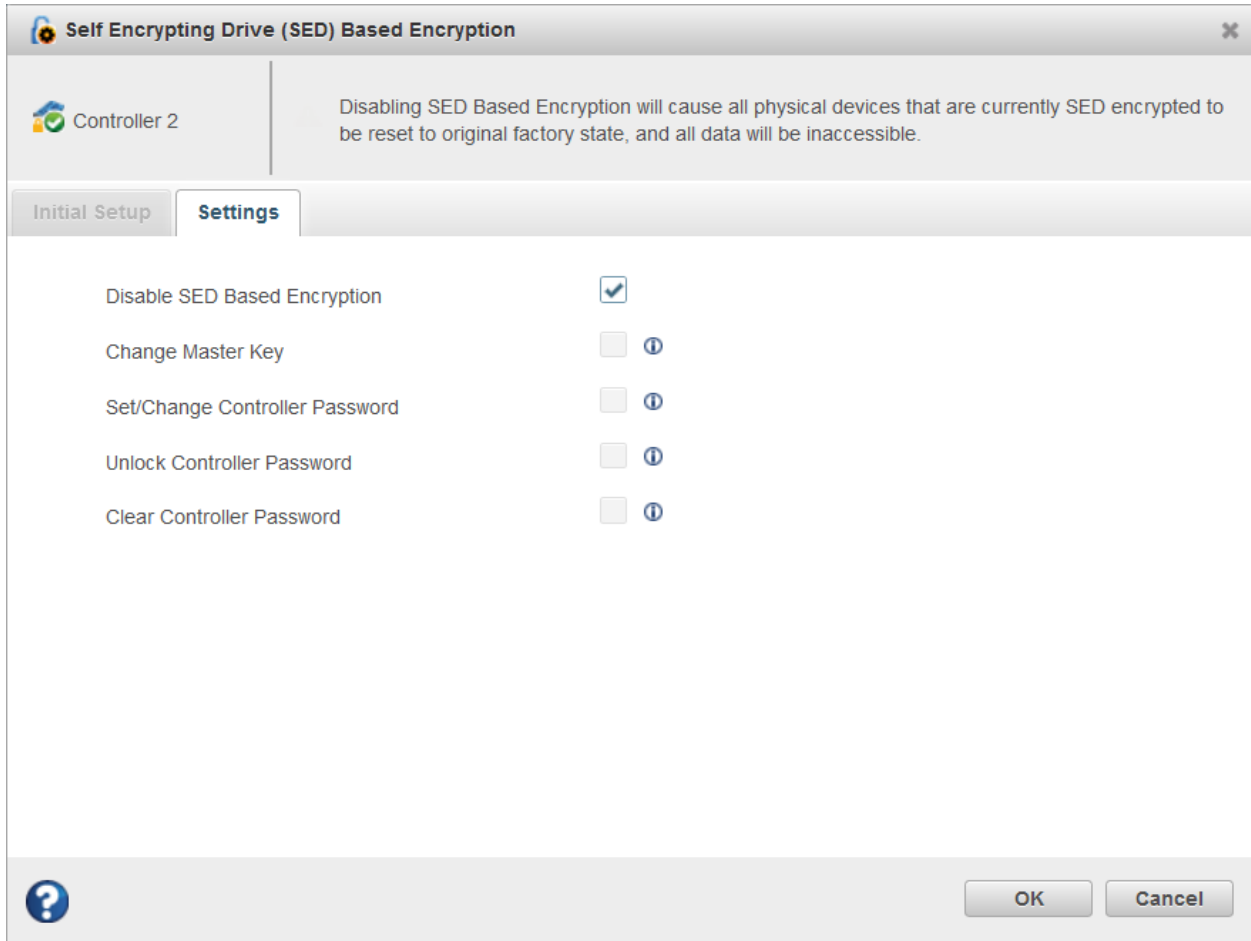 Self Encrypting Drive (SED) Based Encryption
Controller 2
Disabling SED Based Encryption will cause all physical devices that are currently SED encrypted to
be reset to original factory state, and all data will be inaccessible.
Initial Setup
Settings
Disable SED Based Encryption
Change Master Key
Set/Change Controller Password
Unlock Controller Password
Clear Controller Password
OK
Cancel